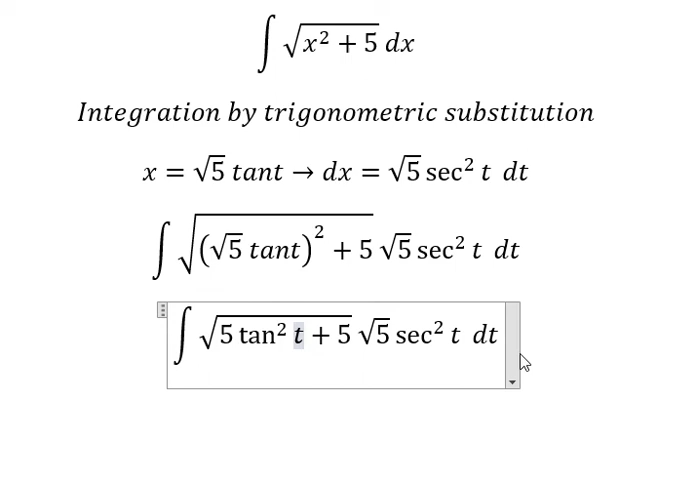 ∫ √(x² + 5) dx
Integration by trigonometric substitution
x = √5 tant → dx = √5 sec² t dt
∫ √((√5 tant)² + 5) √5 sec² t dt
∫ √(5 tan² t + 5) √5 sec² t dt